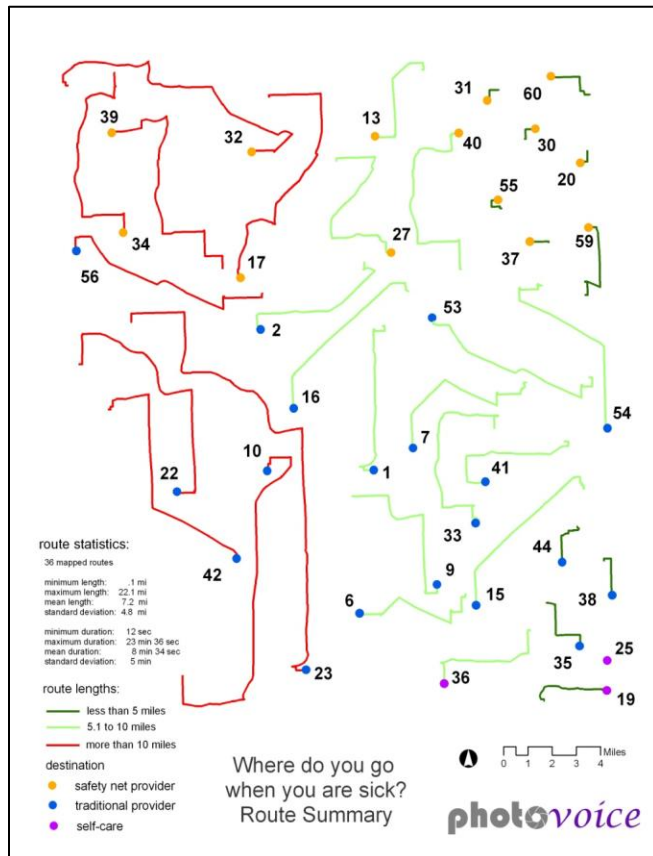 31
60
13
39
32
40
30
20
55
34
27
37
59
56
17
2
53
16
54
7
10
1
41
22
33
44
42
9
15
38
6
35
25
23
36
19
route statistics:
36 mapped routes
minimum length: .1 mi
maximum length: 22.1 mi
mean length: 7.2 mi
standard deviation: 4.8 mi
minimum duration: 12 sec
maximum duration: 23 min 36 sec
mean duration: 8 min 34 sec
standard deviation: 5 min
route lengths:
less than 5 miles
5.1 to 10 miles
more than 10 miles
destination
safety net provider
traditional provider
self-care
Where do you go
when you are sick?
Route Summary
Miles
0 1 2 3 4
photovoice